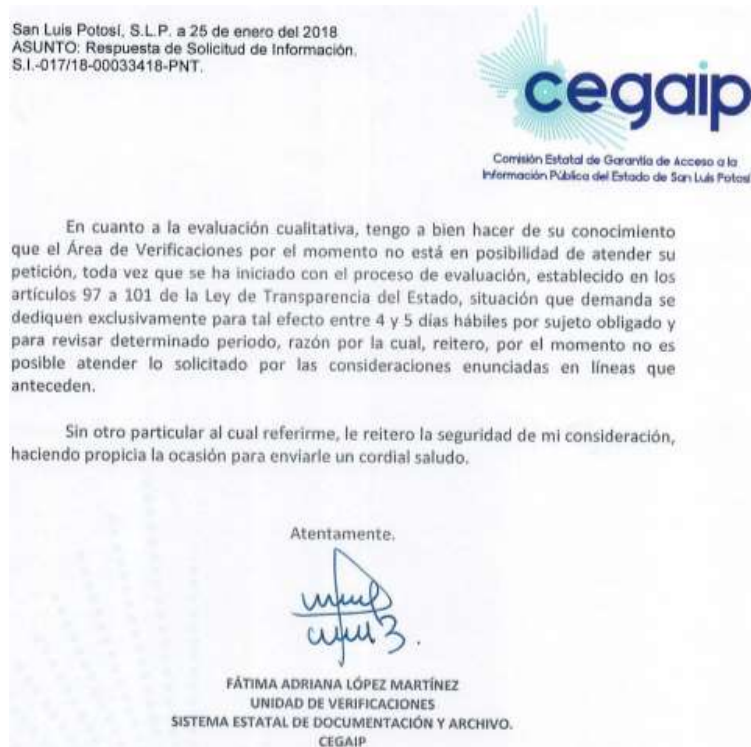 San Luis Potosí, S.L.P. a 25 de enero del 2018
ASUNTO: Respuesta de Solicitud de Información.
S.I.-017/18-00033418-PNT.
cegaip
Comisión Estatal de Garantía de Acceso a la
Información Pública del Estado de San Luis Potosí
En cuanto a la evaluación cualitativa, tengo a bien hacer de su conocimiento
que el Área de Verificaciones por el momento no está en posibilidad de atender su
petición, toda vez que se ha iniciado con el proceso de evaluación, establecido en los
artículos 97 a 101 de la Ley de Transparencia del Estado, situación que demanda se
dediquen exclusivamente para tal efecto entre 4 y 5 días hábiles por sujeto obligado y
para revisar determinado periodo, razón por la cual, reitero, por el momento no es
posible atender lo solicitado por las consideraciones enunciadas en líneas que
anteceden.
Sin otro particular al cual referirme, le reitero la seguridad de mi consideración,
haciendo propicia la ocasión para enviarle un cordial saludo.
Atentamente.
FÁTIMA ADRIANA LÓPEZ MARTÍNEZ
UNIDAD DE VERIFICACIONES
SISTEMA ESTATAL DE DOCUMENTACIÓN Y ARCHIVO.
CEGAIP